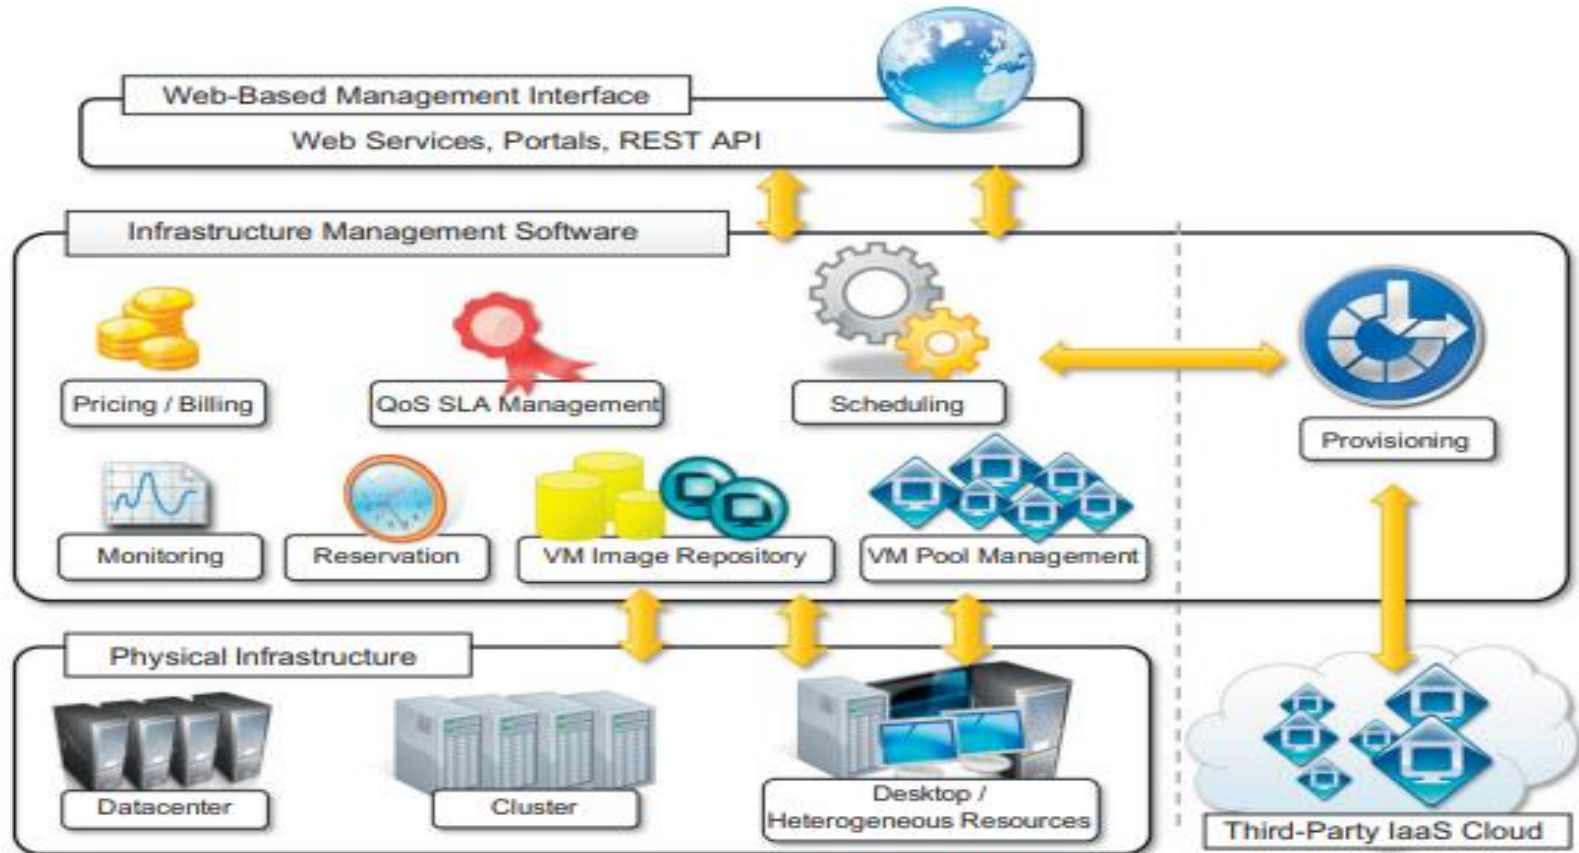 Web-Based Management Interface
Web Services, Portals, REST API
Infrastructure Management Software
Pricing / Billing
QoS SLA Management
Scheduling
Provisioning
Monitoring
Reservation
VM Image Repository
VM Pool Management
Physical Infrastructure
Datacenter
Cluster
Desktop /
Heterogeneous Resources
Third-Party IaaS Cloud